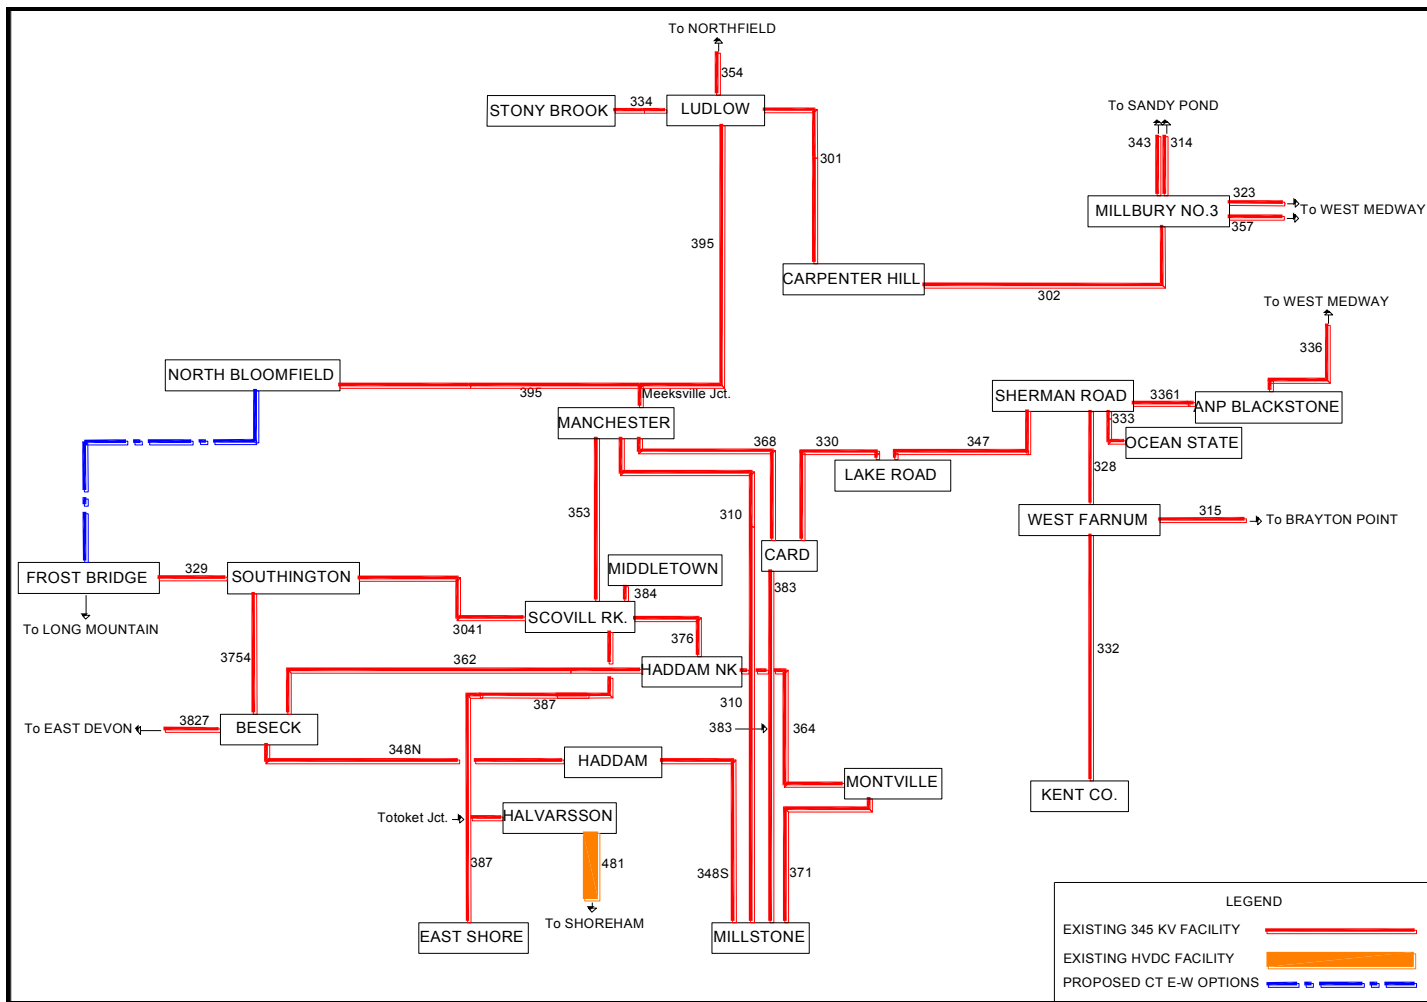 To NORTHFIELD
354
STONY BROOK
334
LUDLOW
To SANDY POND
343
314
301
323
MILLBURY NO.3
To WEST MEDWAY
357
395
CARPENTER HILL
302
To WEST MEDWAY
336
NORTH BLOOMFIELD
395
Meeksville Jct.
SHERMAN ROAD
3361
ANP BLACKSTONE
333
MANCHESTER
OCEAN STATE
368
330
347
LAKE ROAD
328
353
310
WEST FARNUM
315
To BRAYTON POINT
CARD
FROST BRIDGE
329
SOUTHINGTON
MIDDLETOWN
383
384
SCOVILL RK.
To LONG MOUNTAIN
3041
376
3754
362
HADDAM NK
332
387
310
To EAST DEVON
3827
BESECK
383
364
348N
HADDAM
MONTVILLE
KENT CO.
Totoket Jct.
HALVARSSON
387
481
348S
371
To SHOREHAM
EAST SHORE
MILLSTONE
LEGEND
EXISTING 345 KV FACILITY
EXISTING HVDC FACILITY
PROPOSED CT E-W OPTIONS